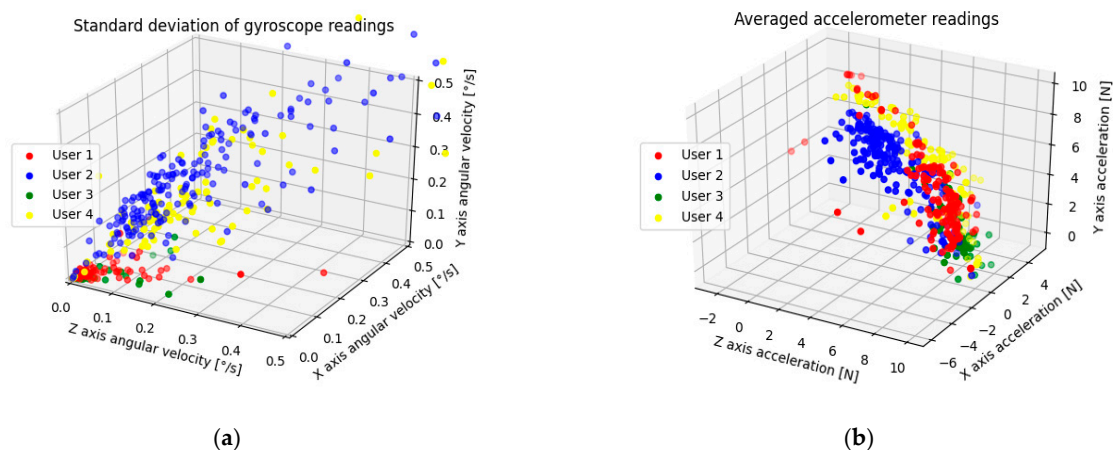 Standard deviation of gyroscope readings
User 1
User 2
User 3
User 4
0.0
0.1
0.2
0.3
0.4
0.5
Z axis angular velocity [°/s]
0.0
0.1
0.2
0.3
0.4
0.5
X axis angular velocity [°/s]
0.0
0.1
0.2
0.3
0.4
0.5
Y axis angular velocity [°/s]
(a)
Averaged accelerometer readings
User 1
User 2
User 3
User 4
−2
0
2
4
6
8
10
Z axis acceleration [N]
−6
−4
−2
0
2
4
X axis acceleration [N]
0
2
4
6
8
10
Y axis acceleration [N]
(b)